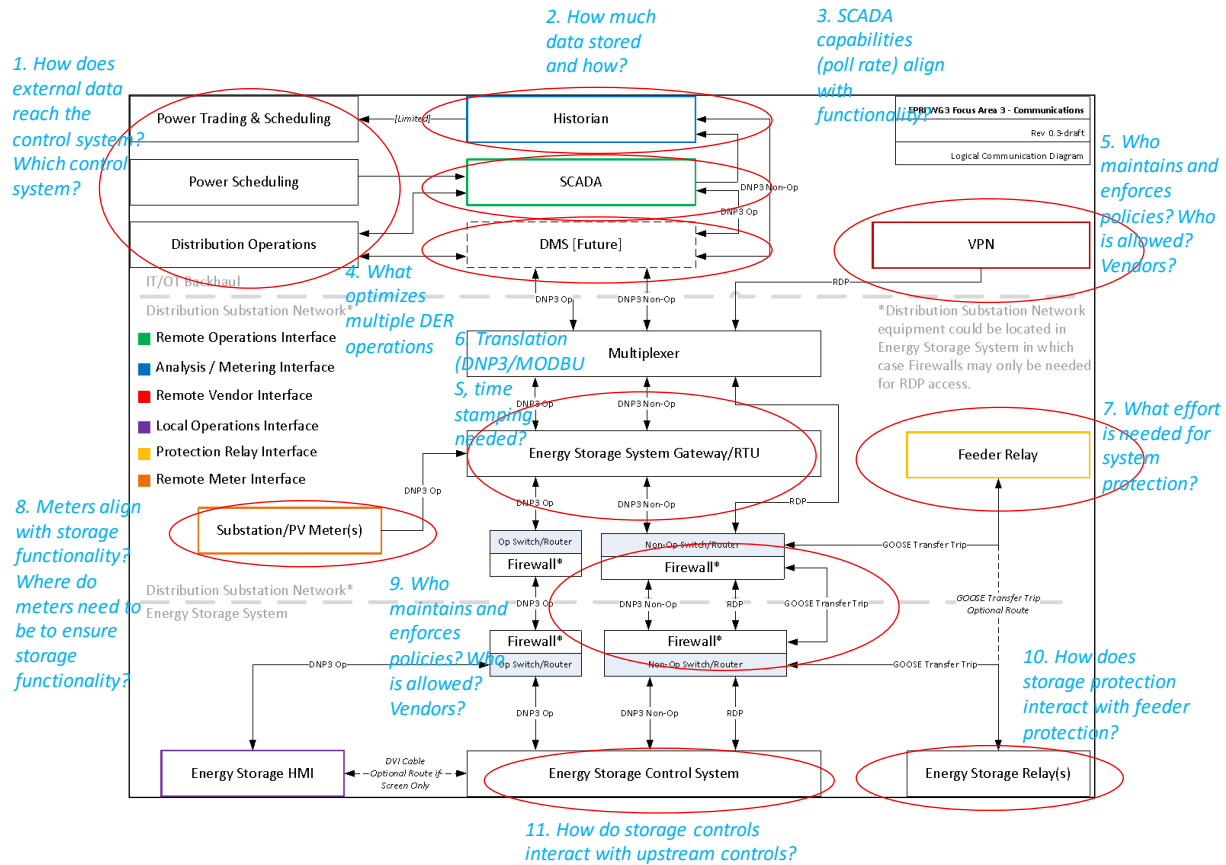 2. How much
data stored
and how?
3. SCADA
capabilities
(poll rate) align
with
functionality?
1. How does
external data
reach the
control system?
Which control
system?
Power Trading & Scheduling
[Limited]
Historian
EPRI WG3 Focus Area 3 - Communications
Rev 0.3-draft
Logical Communication Diagram
Power Scheduling
SCADA
DNP3 Non-Op
DNP3 Op
5. Who
maintains and
enforces
policies? Who
is allowed?
Vendors?
Distribution Operations
DMS [Future]
VPN
IT/OT Backhaul
4. What
optimizes
multiple DER
operations
DNP3 Op
DNP3 Non-Op
RDP
Distribution Substation Network*
*Distribution Substation Network
equipment could be located in
Energy Storage System in which
case Firewalls may only be needed
for RDP access.
Remote Operations Interface
Analysis / Metering Interface
Remote Vendor Interface
Local Operations Interface
Protection Relay Interface
Remote Meter Interface
6. Translation
(DNP3/MODBU
S, time
stamping
needed?
Multiplexer
DNP3 Op
DNP3 Non-Op
7. What effort
is needed for
system
protection?
Energy Storage System Gateway/RTU
Feeder Relay
DNP3 Op
DNP3 Op
DNP3 Non-Op
RDP
8. Meters align
with storage
functionality?
Where do
meters need to
be to ensure
storage
functionality?
Substation/PV Meter(s)
Op Switch/Router
Firewall*
Non-Op Switch/Router
Firewall*
GOOSE Transfer Trip
9. Who
maintains and
enforces
policies? Who
is allowed?
Vendors?
Distribution Substation Network*
Energy Storage System
DNP3 Op
DNP3 Non-Op
RDP
GOOSE Transfer Trip
GOOSE Transfer Trip
Optional Route
Firewall*
Op Switch/Router
Firewall*
Non-Op Switch/Router
DNP3 Op
GOOSE Transfer Trip
10. How does
storage protection
interact with feeder
protection?
DNP3 Op
DNP3 Non-Op
RDP
Energy Storage HMI
DVI Cable
Optional Route if
Screen Only
Energy Storage Control System
Energy Storage Relay(s)
11. How do storage controls
interact with upstream controls?